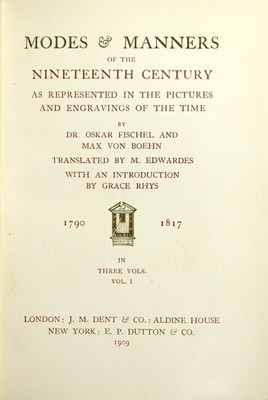 MODES & MANNERS
OF THE
NINETEENTH CENTURY
AS REPRESENTED IN THE PICTURES
AND ENGRAVINGS OF THE TIME
BY
DR. OSKAR FISCHEL AND
MAX VON BOEHN
TRANSLATED BY M. EDWARDES
WITH AN INTRODUCTION
BY GRACE RHYS
1790 1817
IN
THREE VOLS.
VOL. I
LONDON: J. M. DENT & CO.: ALDINE HOUSE
NEW YORK: E. P. DUTTON & CO.
1909